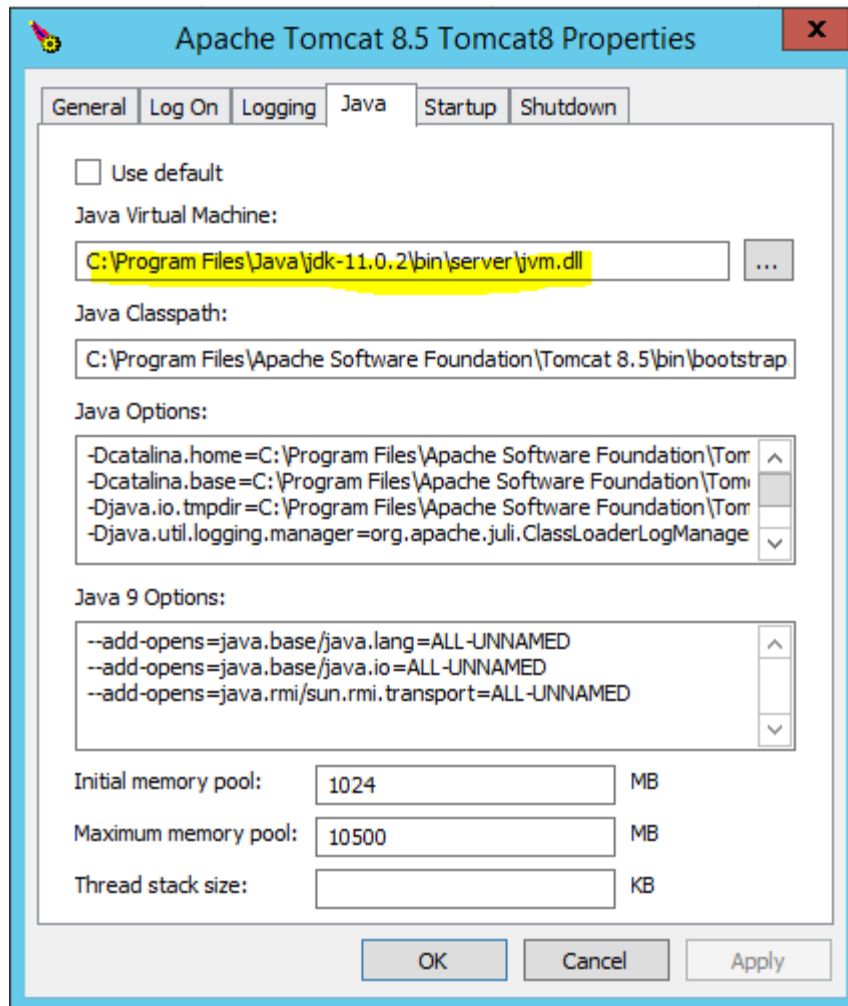 Apache Tomcat 8.5 Tomcat8 Properties
x
General Log On Logging Java Startup Shutdown
Use default
Java Virtual Machine:
C:\Program Files\Java\jdk-11.0.2\bin\server\jvm.dll ...
Java Classpath:
C:\Program Files\Apache Software Foundation\Tomcat 8.5\bin\bootstrap
Java Options:
-Dcatalina.home=C:\Program Files\Apache Software Foundation\Tom
-Dcatalina.base=C:\Program Files\Apache Software Foundation\Tom
-Djava.io.tmpdir=C:\Program Files\Apache Software Foundation\Tom
-Djava.util.logging.manager=org.apache.juli.ClassLoaderLogManage
Java 9 Options:
--add-opens=java.base/java.lang=ALL-UNNAMED
--add-opens=java.base/java.io=ALL-UNNAMED
--add-opens=java.rmi/sun.rmi.transport=ALL-UNNAMED
Initial memory pool: 1024 MB
Maximum memory pool: 10500 MB
Thread stack size: KB
OK Cancel Apply